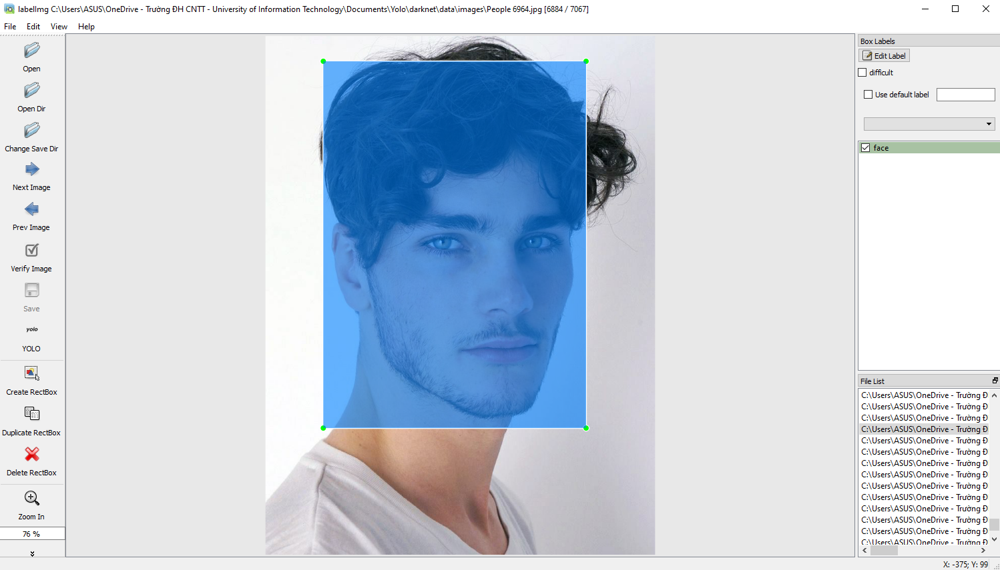 labelImg C:\Users\ASUS\OneDrive - Trường ĐH CNTT - University of Information Technology\Documents\Yolo\darknet\data\images\People 6964.jpg [6884 / 7067]
File Edit View Help
Open
Open Dir
Change Save Dir
Next Image
Prev Image
Verify Image
Save
yolo
YOLO
Create RectBox
Duplicate RectBox
Delete RectBox
Zoom In
76 %
Box Labels
Edit Label
difficult
Use default label
face
File List
C:\Users\ASUS\OneDrive - Trường Đ
C:\Users\ASUS\OneDrive - Trường Đ
C:\Users\ASUS\OneDrive - Trường Đ
C:\Users\ASUS\OneDrive - Trường Đ
C:\Users\ASUS\OneDrive - Trường Đ
C:\Users\ASUS\OneDrive - Trường Đ
C:\Users\ASUS\OneDrive - Trường Đ
C:\Users\ASUS\OneDrive - Trường Đ
C:\Users\ASUS\OneDrive - Trường Đ
C:\Users\ASUS\OneDrive - Trường Đ
C:\Users\ASUS\OneDrive - Trường Đ
C:\Users\ASUS\OneDrive - Trường Đ
C:\Users\ASUS\OneDrive - Trường Đ
C:\Users\ASUS\OneDrive - Trường Đ
X: -375; Y: 99